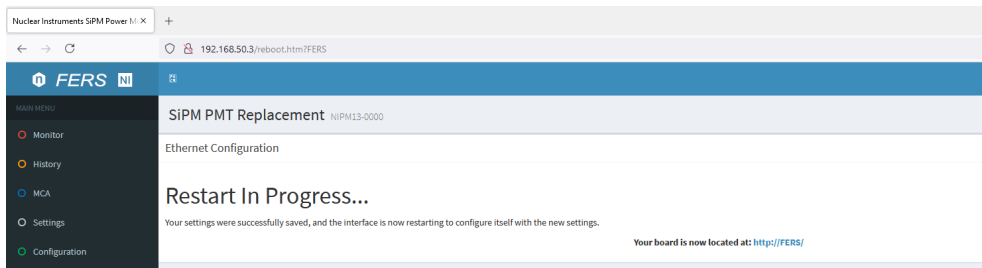 Nuclear Instruments SiPM Power Mo
192.168.50.3/reboot.htm?FERS
FERS NI
MAIN MENU
SiPM PMT Replacement NIPM13-0000
Monitor
Ethernet Configuration
History
MCA
Restart In Progress...
Settings
Your settings were successfully saved, and the interface is now restarting to configure itself with the new settings.
Your board is now located at: http://FERS/
Configuration